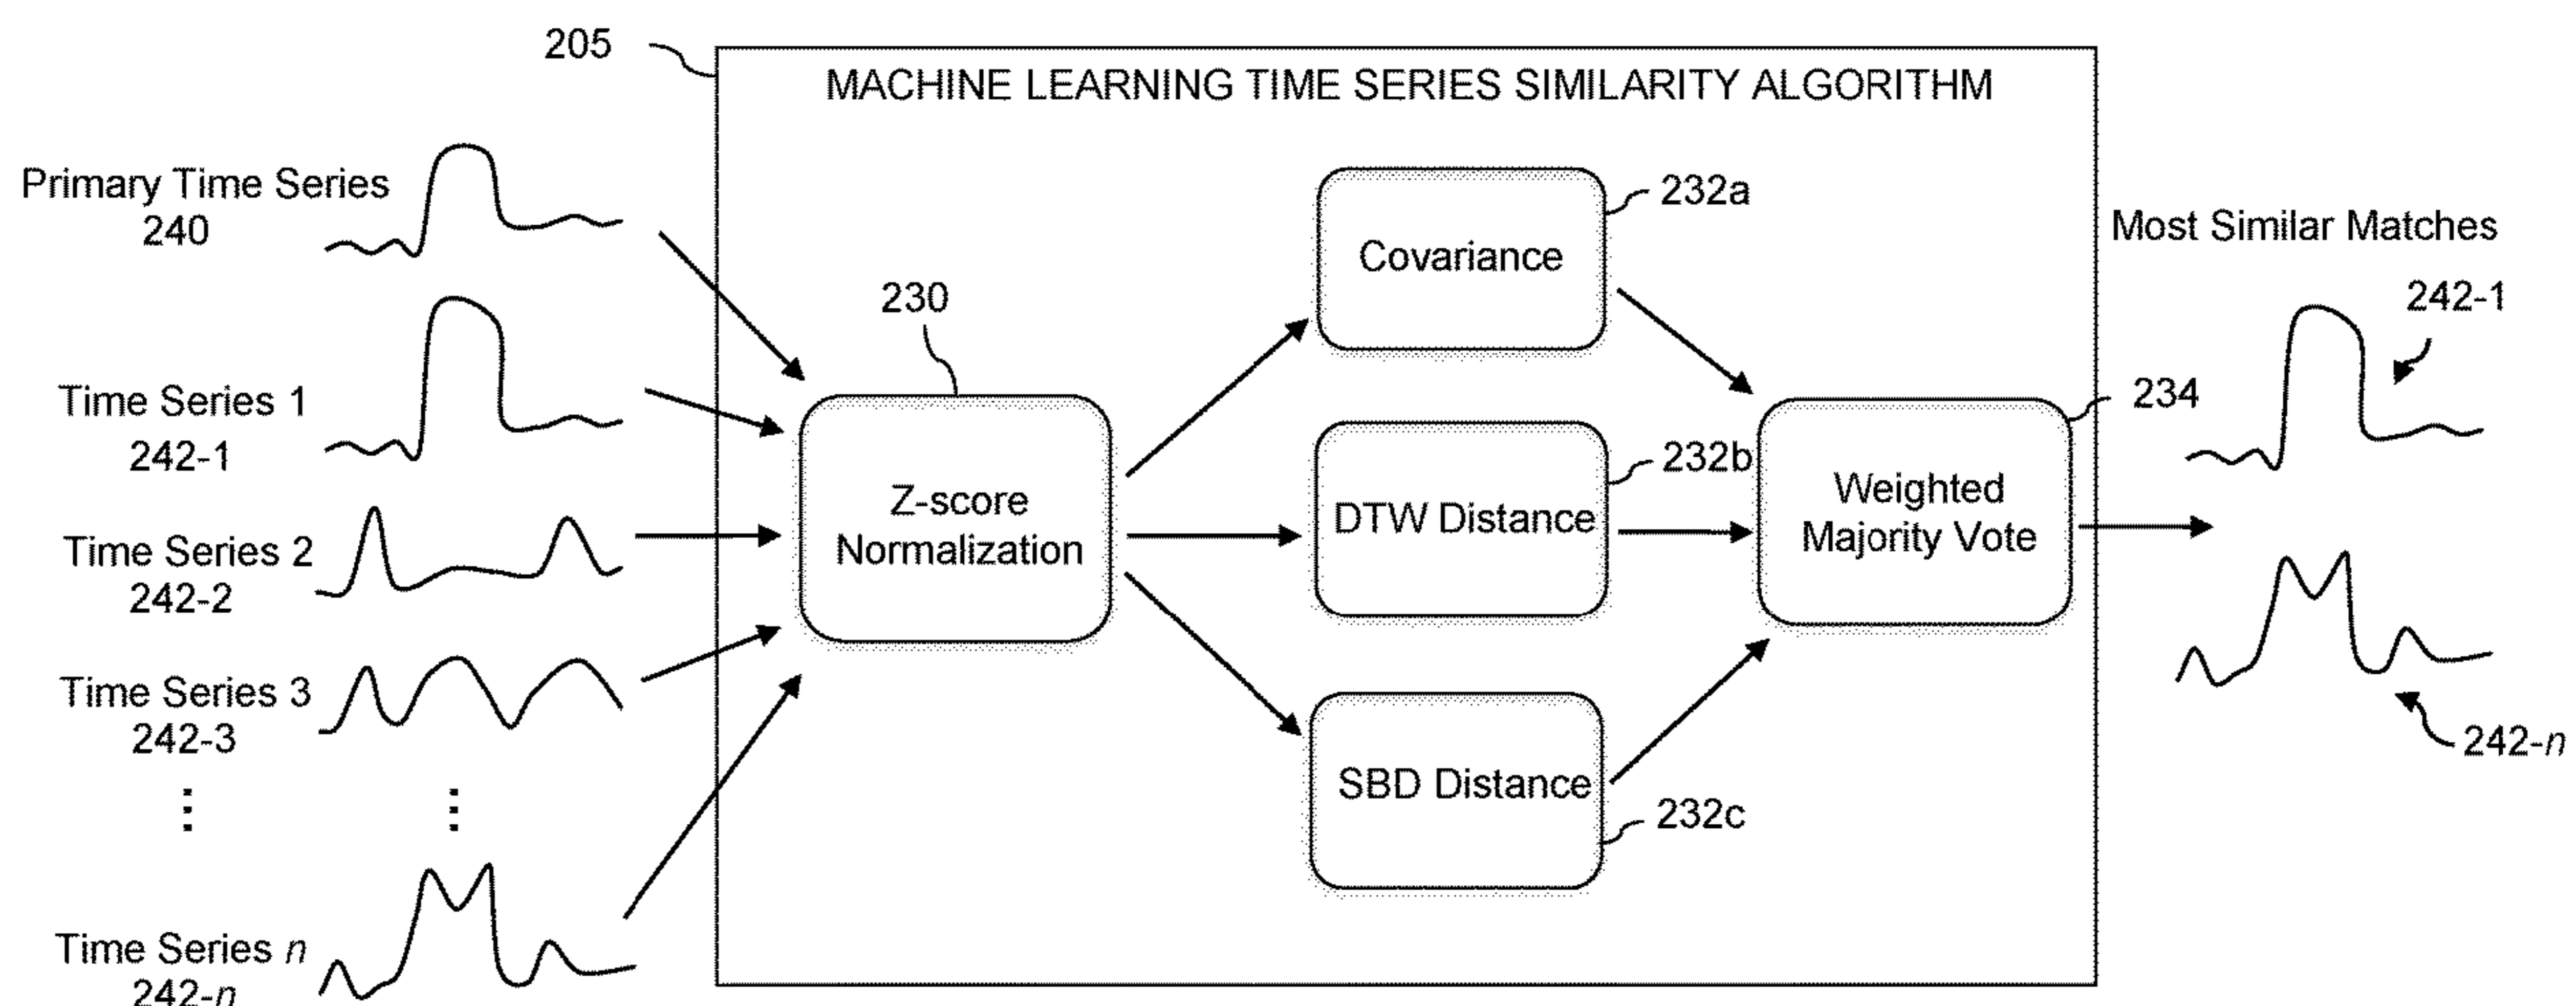 205
MACHINE LEARNING TIME SERIES SIMILARITY ALGORITHM
Primary Time Series
240
Time Series 1
242-1
Time Series 2
242-2
Time Series 3
242-3
⋮
⋮
Time Series n
242-n
230
Z-score
Normalization
Covariance
232a
DTW Distance
232b
SBD Distance
232c
Weighted
Majority Vote
234
Most Similar Matches
242-1
242-n